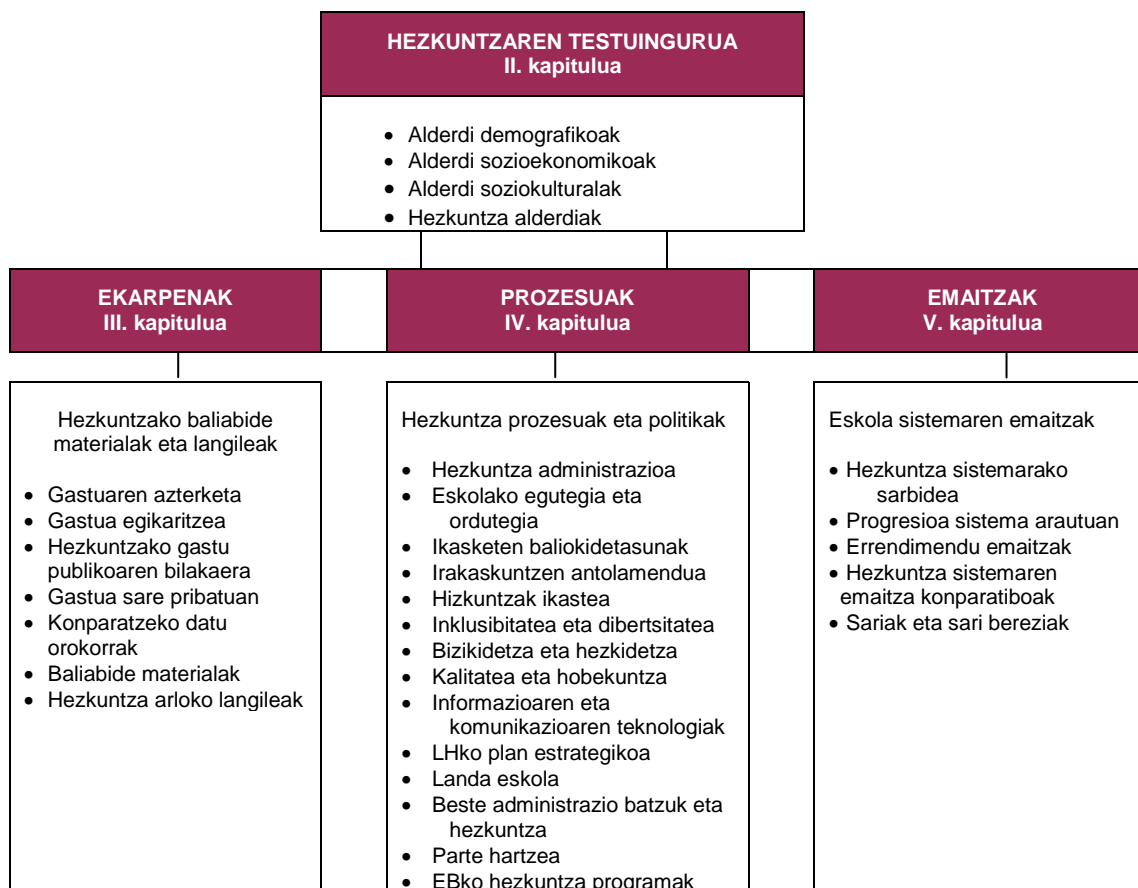 HEZKUNTZAREN TESTUINGURUA
II. kapitulua
• Alderdi demografikoak
• Alderdi sozioekonomikoak
• Alderdi soziokulturalak
• Hezkuntza alderdiak
EKARPENAK
III. kapitulua
Hezkuntzako baliabide
materialak eta langileak
• Gastuaren azterketa
• Gastua egikaritzea
• Hezkuntzako gastu
publikoaren bilakaera
• Gastua sare pribatuan
• Konparatzeko datu
orokorrak
• Baliabide materialak
• Hezkuntza arloko langileak
PROZESUAK
IV. kapitulua
Hezkuntza prozesuak eta politikak
• Hezkuntza administrazioa
• Eskolako egutegia eta
ordutegia
• Ikasketen baliokidetasunak
• Irakaskuntzen antolamendua
• Hizkuntzak ikastea
• Inklusibitatea eta dibertsitatea
• Bizikidetza eta hezkidetza
• Kalitatea eta hobekuntza
• Informazioaren eta
komunikazioaren teknologiak
• LHko plan estrategikoa
• Landa eskola
• Beste administrazio batzuk eta
hezkuntza
• Parte hartzea
• EBko hezkuntza programak
EMAITZAK
V. kapitulua
Eskola sistemaren emaitzak
• Hezkuntza sistemarako
sarbidea
• Progresioa sistema arautuan
• Errendimendu emaitzak
• Hezkuntza sistemaren
emaitza konparatiboak
• Sariak eta sari bereziak